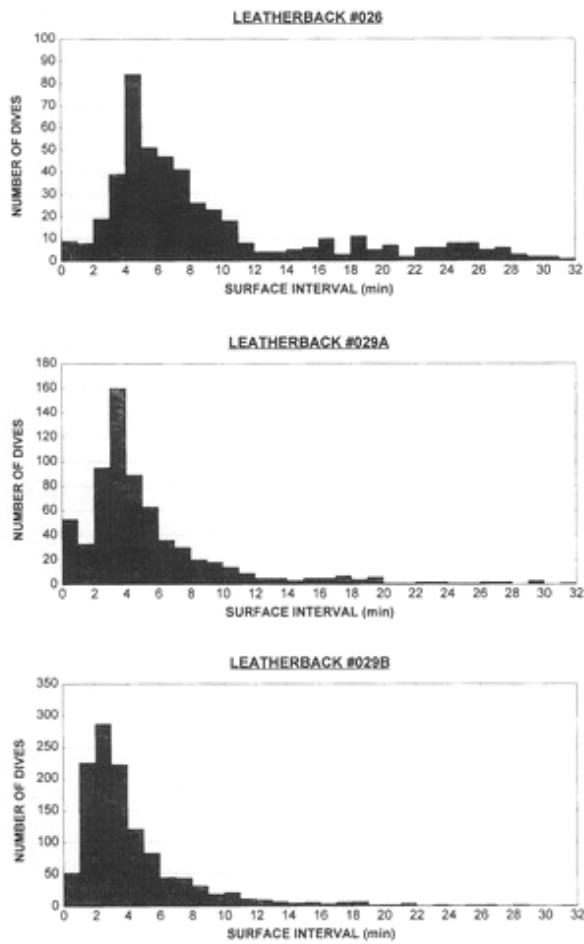 LEATHERBACK #026
100
90
80
70
60
50
40
30
20
10
0
NUMBER OF DIVES
0 2 4 6 8 10 12 14 16 18 20 22 24 26 28 30 32
SURFACE INTERVAL (min)
LEATHERBACK #029A
180
160
140
120
100
80
60
40
20
0
NUMBER OF DIVES
0 2 4 6 8 10 12 14 16 18 20 22 24 26 28 30 32
SURFACE INTERVAL (min)
LEATHERBACK #029B
350
300
250
200
150
100
50
0
NUMBER OF DIVES
0 2 4 6 8 10 12 14 16 18 20 22 24 26 28 30 32
SURFACE INTERVAL (min)